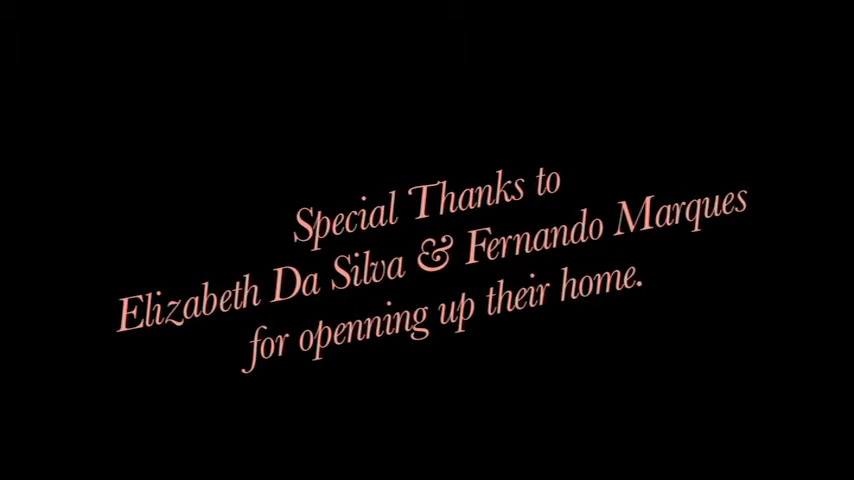 Special Thanks to
Elizabeth Da Silva & Fernando Marques
for openning up their home.